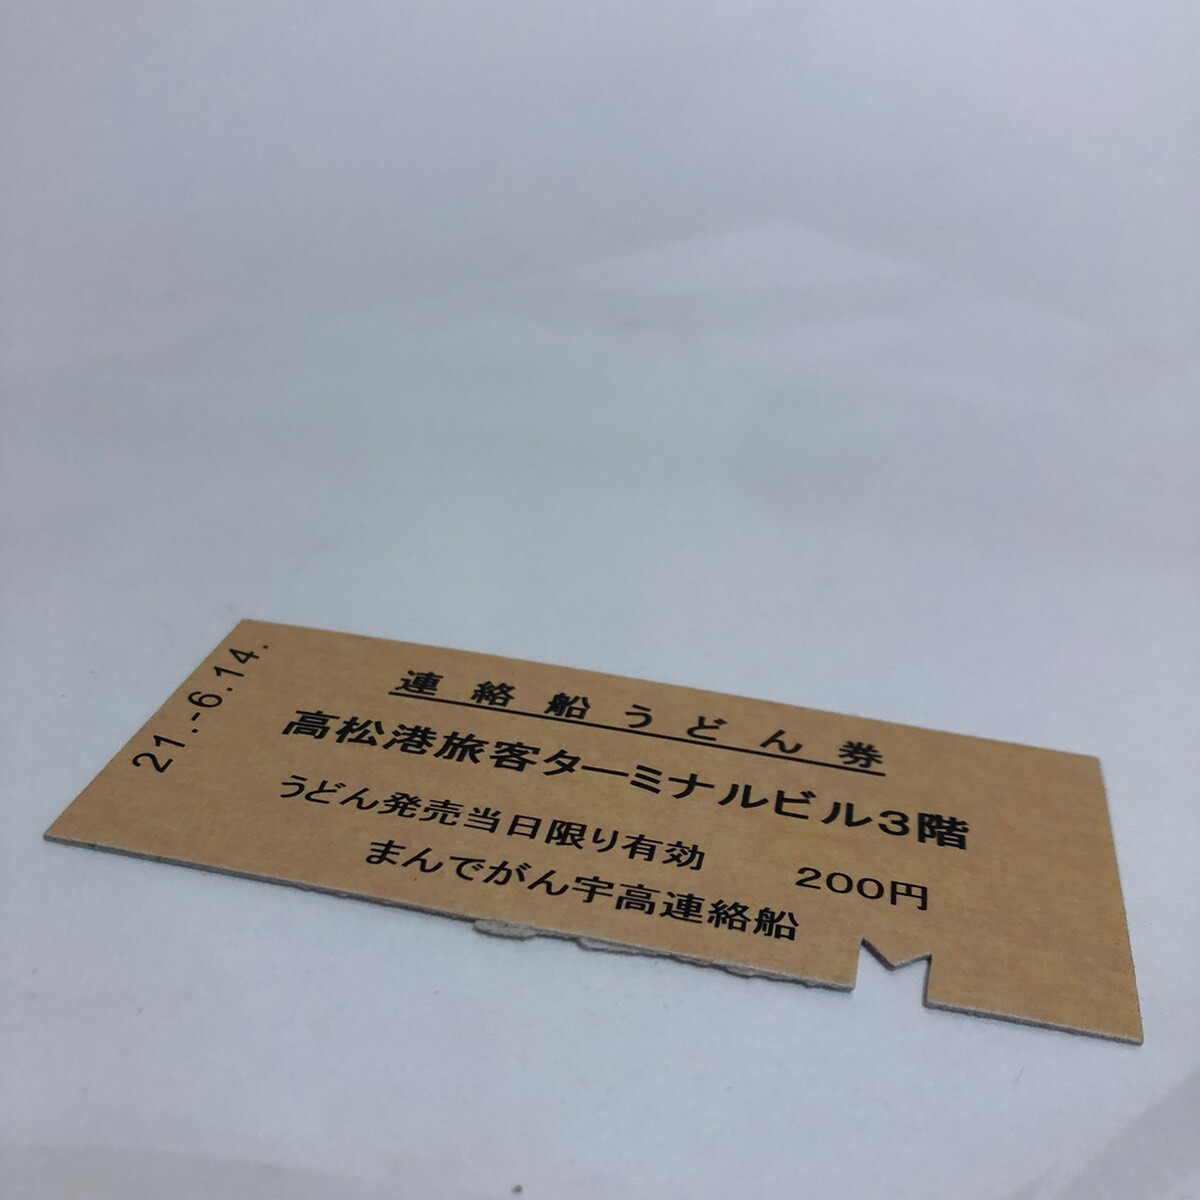 21.-6.14.
連絡船うどん券
高松港旅客ターミナルビル3階
うどん発売当日限り有効 200円
まんでがん宇高連絡船